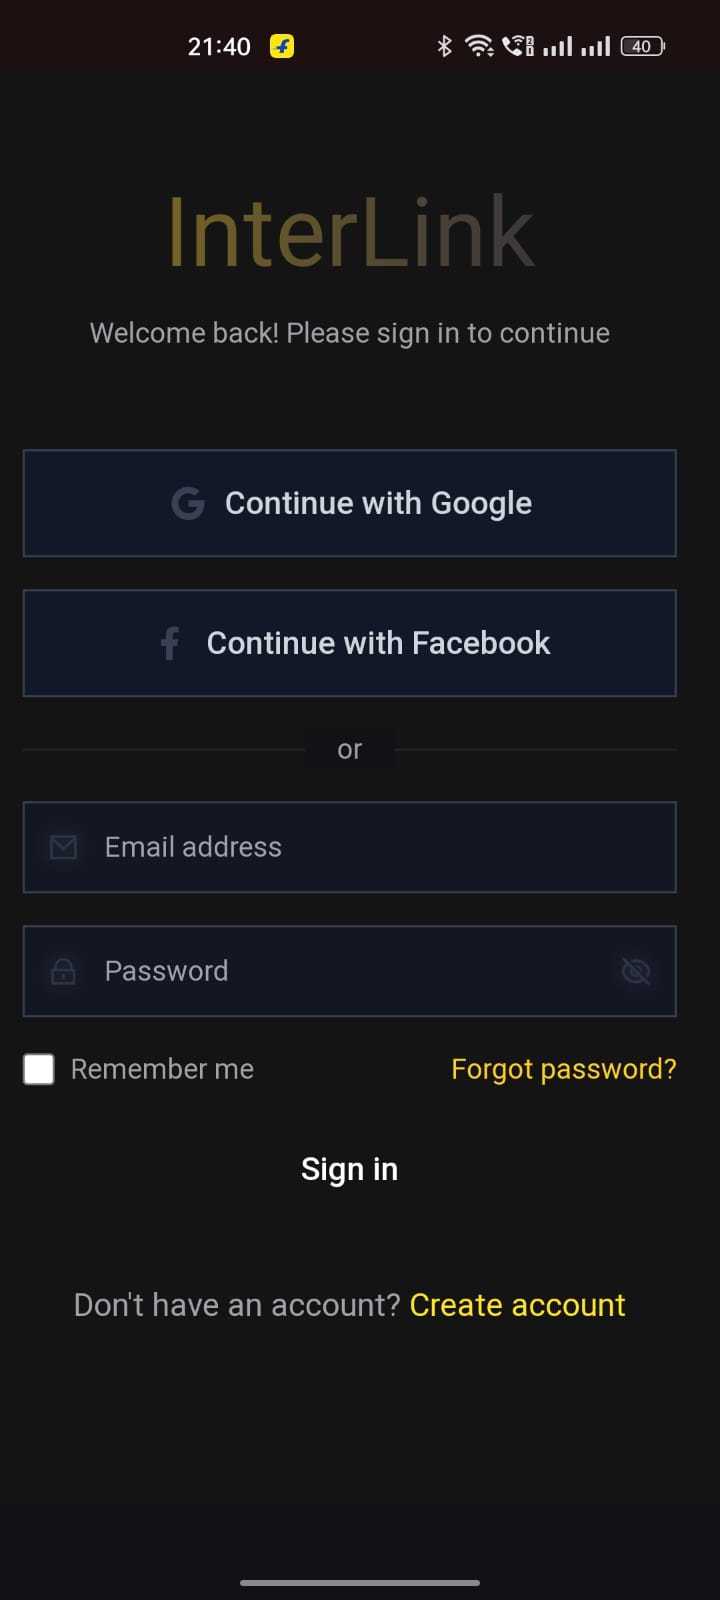 21:40
40
InterLink
Welcome back! Please sign in to continue
Continue with Google
Continue with Facebook
or
Email address
Password
Remember me
Forgot password?
Sign in
Don't have an account? Create account